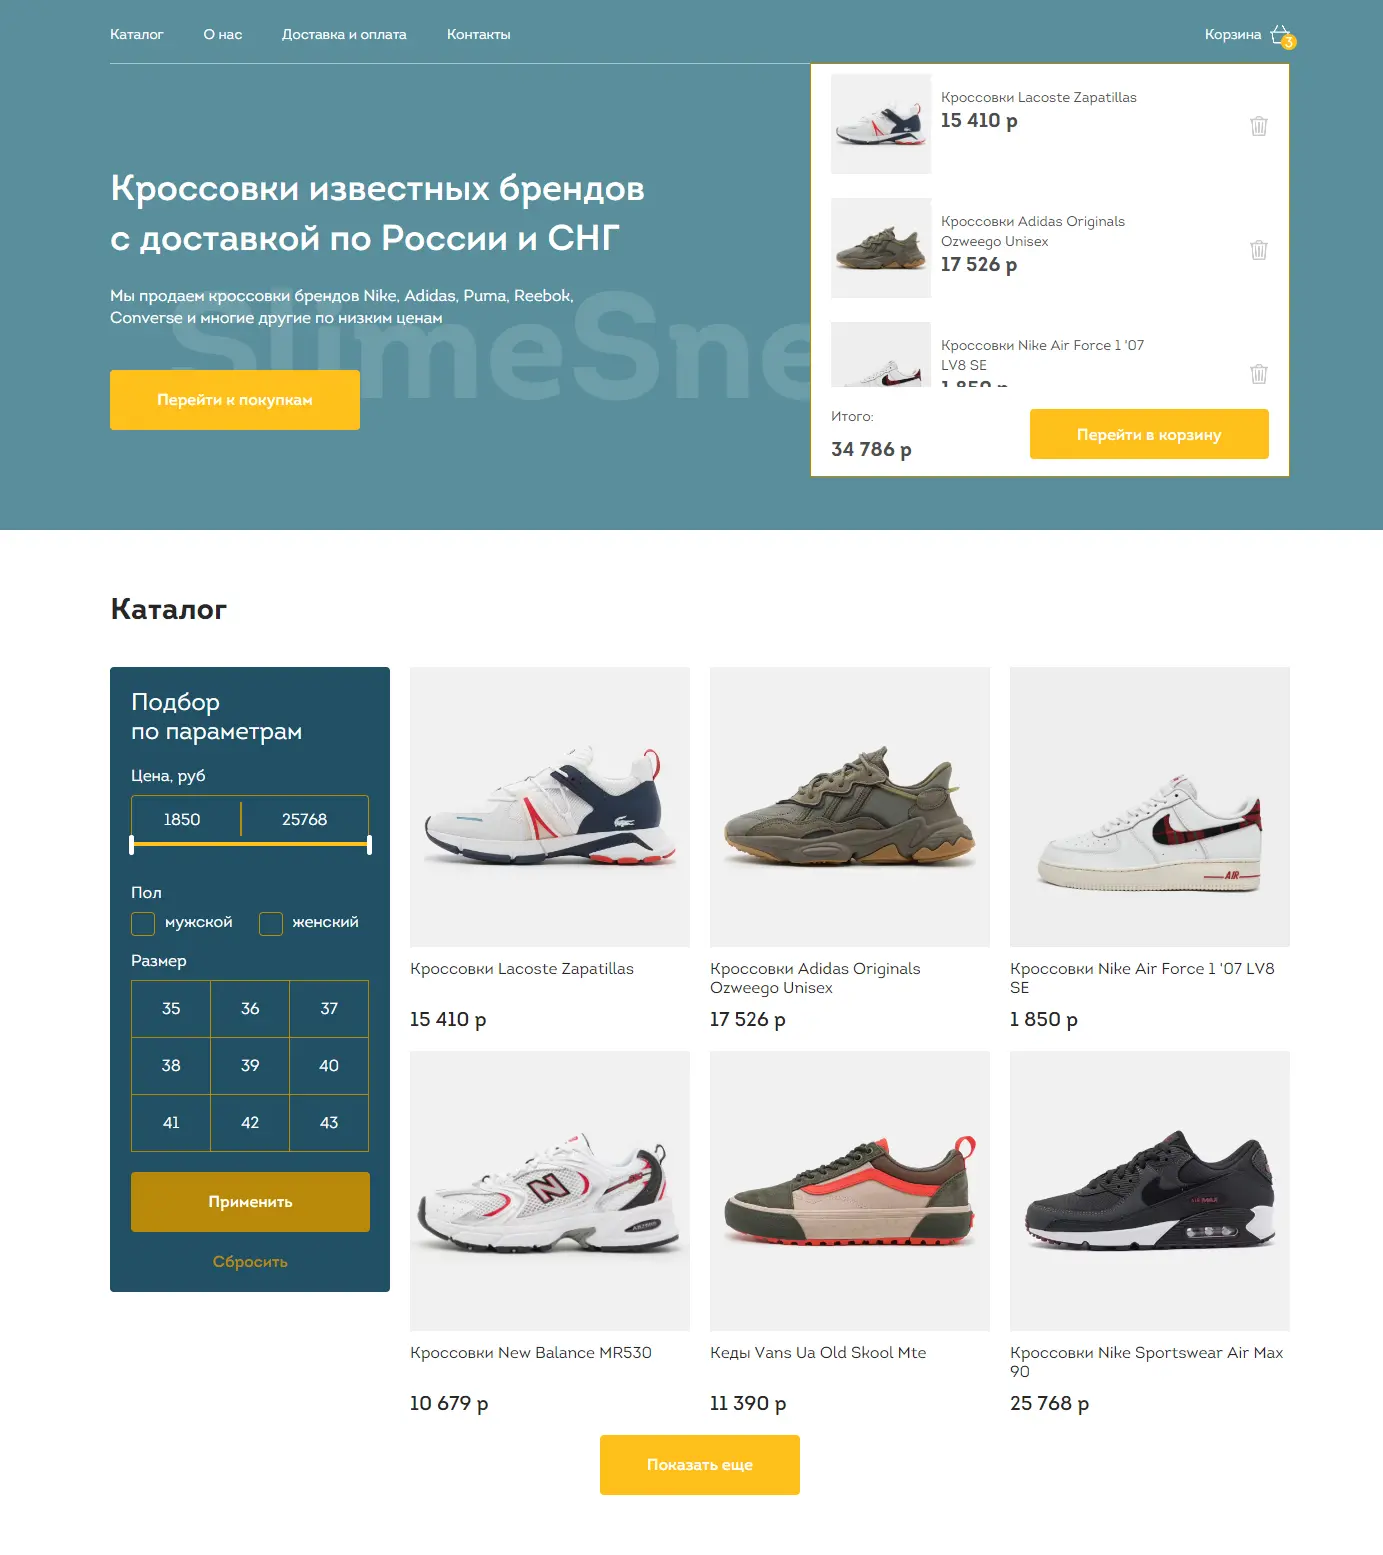 Каталог О нас Доставка и оплата Контакты Корзина 3
Кроссовки Lacoste Zapatillas
15 410 р
Кроссовки Adidas Originals
Ozweego Unisex
17 526 р
Кроссовки Nike Air Force 1 '07
LV8 SE
1 850 р
Итого:
34 786 р
Перейти в корзину
Кроссовки известных брендов
с доставкой по России и СНГ
Мы продаем кроссовки брендов Nike, Adidas, Puma, Reebok,
Converse и многие другие по низким ценам
SlimeSne
Перейти к покупкам
Каталог
Подбор
по параметрам
Цена, руб
1850 25768
Пол
мужской женский
Размер
35 36 37
38 39 40
41 42 43
Применить
Сбросить
AIR
Кроссовки Lacoste Zapatillas
15 410 р
Кроссовки Adidas Originals
Ozweego Unisex
17 526 р
Кроссовки Nike Air Force 1 '07 LV8
SE
1 850 р
N
Кроссовки New Balance MR530
10 679 р
Кеды Vans Ua Old Skool Mte
11 390 р
AIR MAX
Кроссовки Nike Sportswear Air Max
90
25 768 р
Показать еще